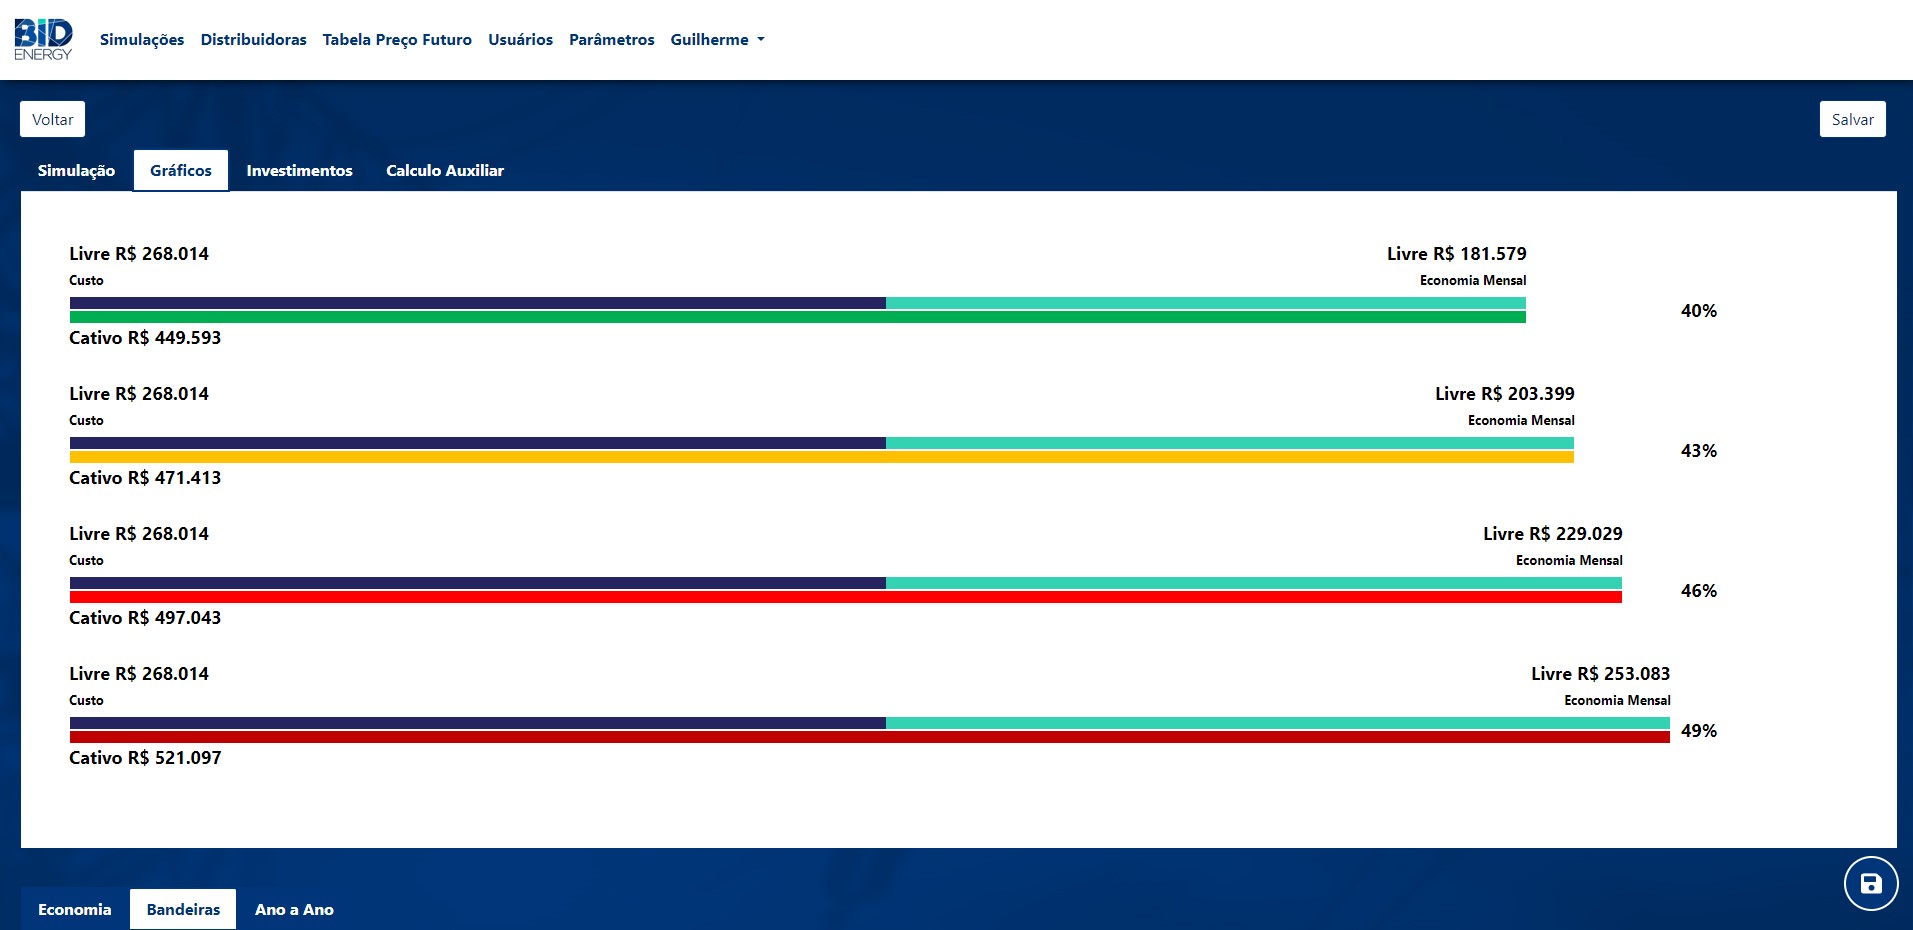 BID
ENERGY
Simulações Distribuidoras Tabela Preço Futuro Usuários Parâmetros Guilherme
Voltar
Salvar
Simulação Gráficos Investimentos Calculo Auxiliar
Livre R$ 268.014 Livre R$ 181.579
Custo Economia Mensal
40%
Cativo R$ 449.593
Livre R$ 268.014 Livre R$ 203.399
Custo Economia Mensal
43%
Cativo R$ 471.413
Livre R$ 268.014 Livre R$ 229.029
Custo Economia Mensal
46%
Cativo R$ 497.043
Livre R$ 268.014 Livre R$ 253.083
Custo Economia Mensal
49%
Cativo R$ 521.097
Economia Bandeiras Ano a Ano